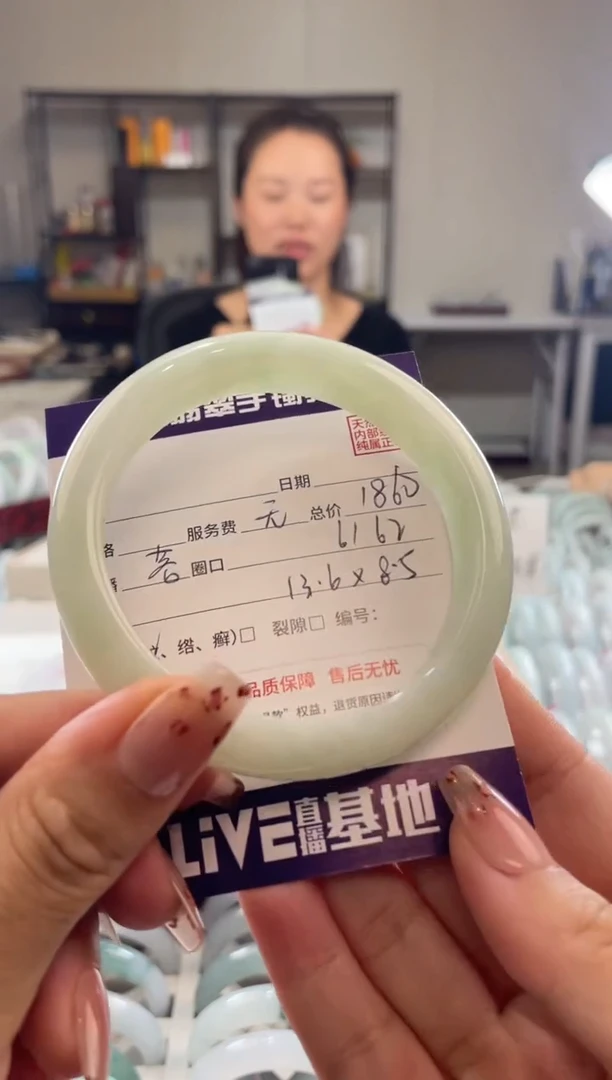 翠手镯
天然
内部
纯属正
日期
服务费 无 总价 1860
圈口 61 62
13.6 x 8.5
、绺、癣)□ 裂隙□ 编号:
品质保障 售后无忧
权益,退货原因请
LiVE直播基地